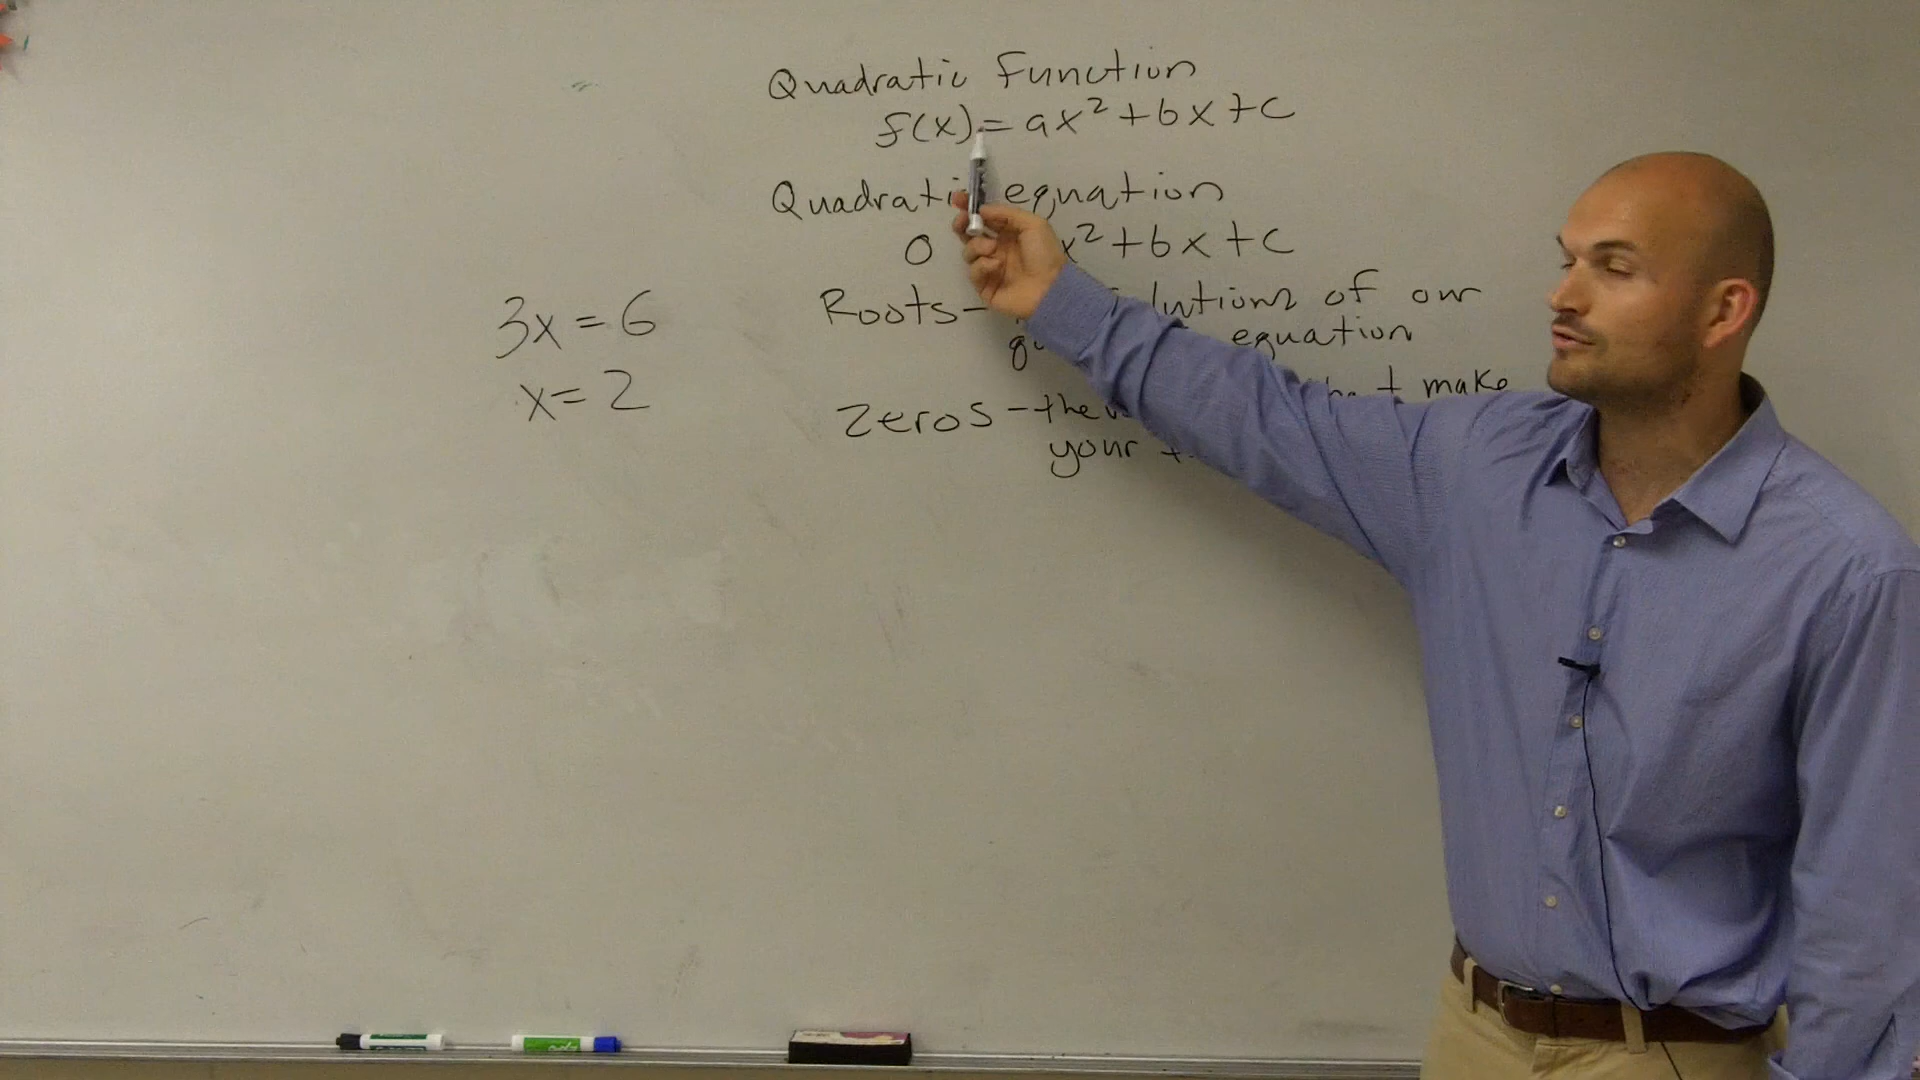 Quadratic Function
f(x) = ax² + bx + c
Quadratic equation
0 x² + bx + c
3x = 6
x = 2
Roots - of our
equation
make
Zeros - the
your